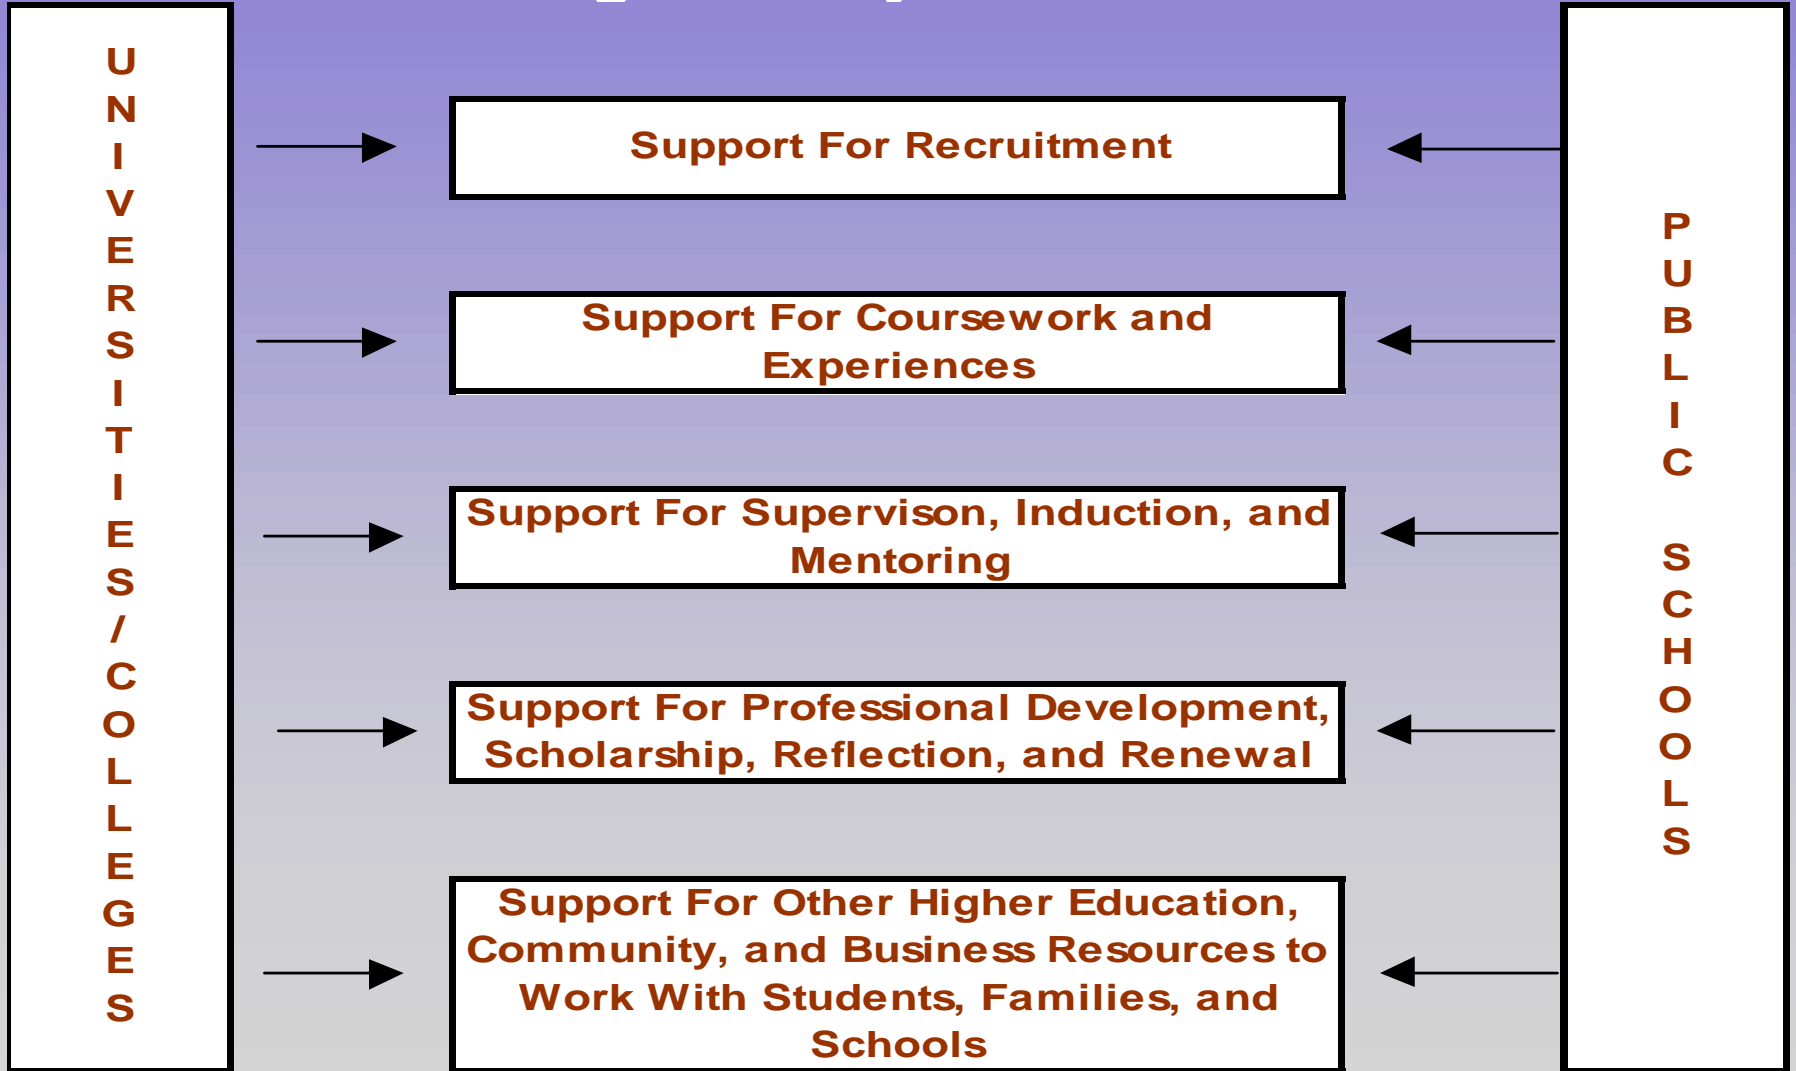 UNIVERSITIES/COLLEGES
Support For Recruitment
Support For Coursework and
Experiences
Support For Supervison, Induction, and
Mentoring
Support For Professional Development,
Scholarship, Reflection, and Renewal
Support For Other Higher Education,
Community, and Business Resources to
Work With Students, Families, and
Schools
PUBLIC SCHOOLS